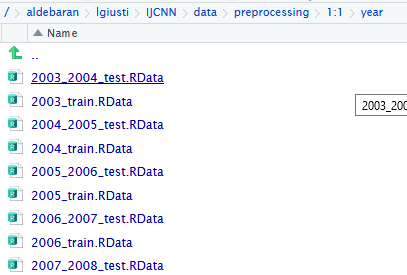 / > aldebaran > lgiusti > IJCNN > data > preprocessing > 1:1 > year
Name
..
2003_2004_test.RData
2003_train.RData
2003_200
2004_2005_test.RData
2004_train.RData
2005_2006_test.RData
2005_train.RData
2006_2007_test.RData
2006_train.RData
2007_2008_test.RData